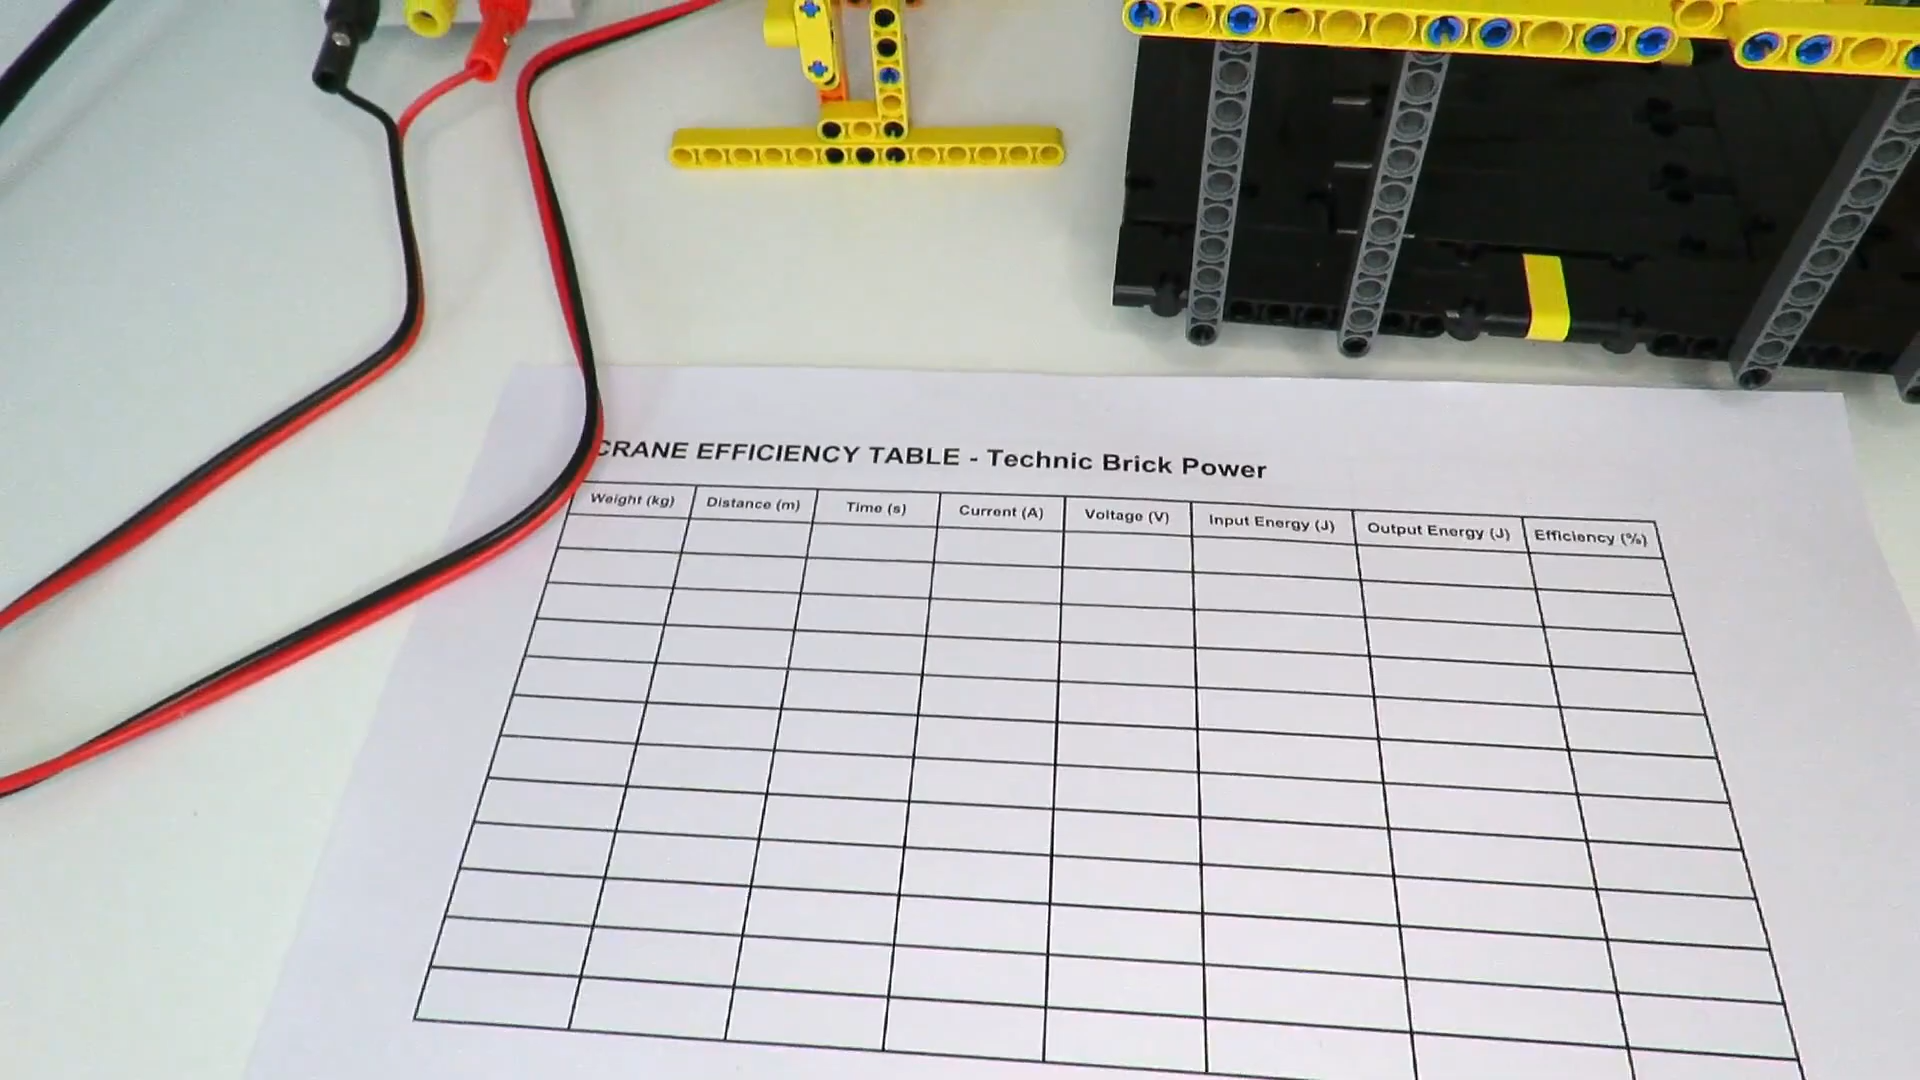 CRANE EFFICIENCY TABLE - Technic Brick Power
Weight (kg) Distance (m) Time (s) Current (A) Voltage (V) Input Energy (J) Output Energy (J) Efficiency (%)